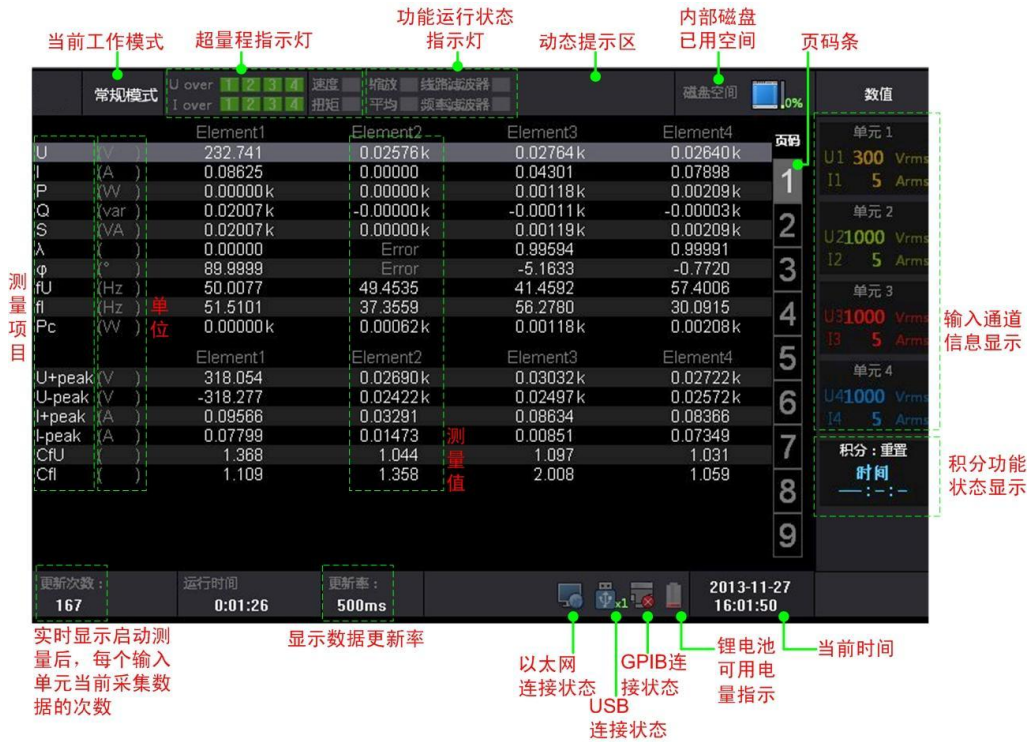 当前工作模式
超量程指示灯
功能运行状态
指示灯
动态提示区
内部磁盘
已用空间
页码条
常规模式
U over 1 2 3 4 速度
I over 1 2 3 4 扭矩
缩放 线路滤波器
平均 频率滤波器
磁盘空间
.0%
数值
Element1 Element2 Element3 Element4
页码
U (V ) 232.741 0.02576k 0.02764k 0.02640k
I (A ) 0.08625 0.00000 0.04301 0.07898
P (W ) 0.00000k 0.00000k 0.00118k 0.00209k
Q (var ) 0.02007k -0.00000k -0.00011k -0.00003k
S (VA ) 0.02007k 0.00000k 0.00119k 0.00209k
λ ( ) 0.00000 Error 0.99594 0.99991
φ (° ) 89.9999 Error -5.1633 -0.7720
fU (Hz ) 50.0077 49.4535 41.4592 57.4006
fI (Hz ) 51.5101 37.3559 56.2780 30.0915
Pc (W ) 0.00000k 0.00062k 0.00118k 0.00208k
Element1 Element2 Element3 Element4
U+peak (V ) 318.054 0.02690k 0.03032k 0.02722k
U-peak (V ) -318.277 0.02422k 0.02497k 0.02572k
I+peak (A ) 0.09566 0.03291 0.08634 0.08366
I-peak (A ) 0.07799 0.01473 0.00851 0.07349
CfU ( ) 1.368 1.044 1.097 1.031
CfI ( ) 1.109 1.358 2.008 1.059
测量项目
单位
测量值
1
2
3
4
5
6
7
8
9
单元 1
U1 300 Vrms
I1 5 Arms
单元 2
U2 1000 Vrms
I2 5 Arms
单元 3
U3 1000 Vrms
I3 5 Arms
单元 4
U4 1000 Vrms
I4 5 Arms
输入通道
信息显示
积分：重置
时间
──:－:－
积分功能
状态显示
更新次数：
167
运行时间
0:01:26
更新率：
500ms
x1
2013-11-27
16:01:50
实时显示启动测
量后，每个输入
单元当前采集数
据的次数
显示数据更新率
以太网
连接状态
USB
连接状态
GPIB连
接状态
锂电池
可用电
量指示
当前时间